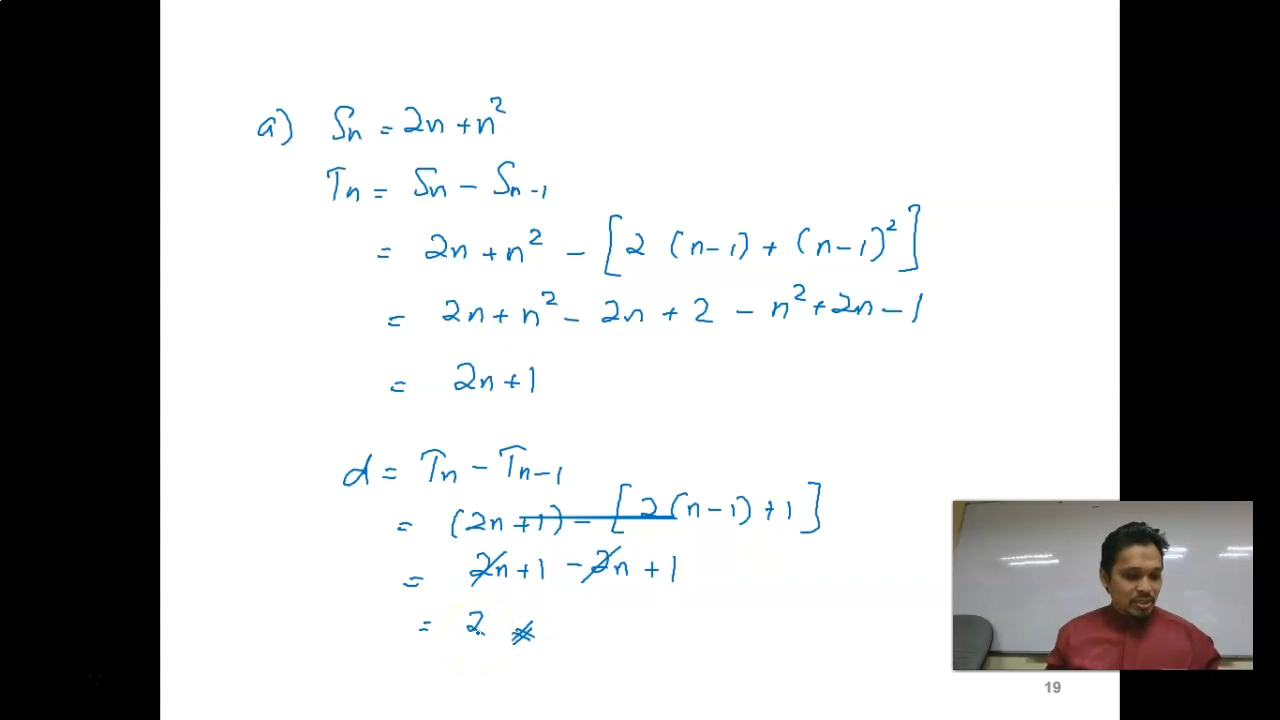 a) Sn = 2n + n²
Tn = Sn - Sn-1
= 2n + n² - [2 (n-1) + (n-1)²]
= 2n + n² - 2n + 2 - n² + 2n - 1
= 2n + 1
d = Tn - Tn-1
= (2n + 1) - [2 (n-1) + 1]
= 2n + 1 - 2n + 1
= 2
19